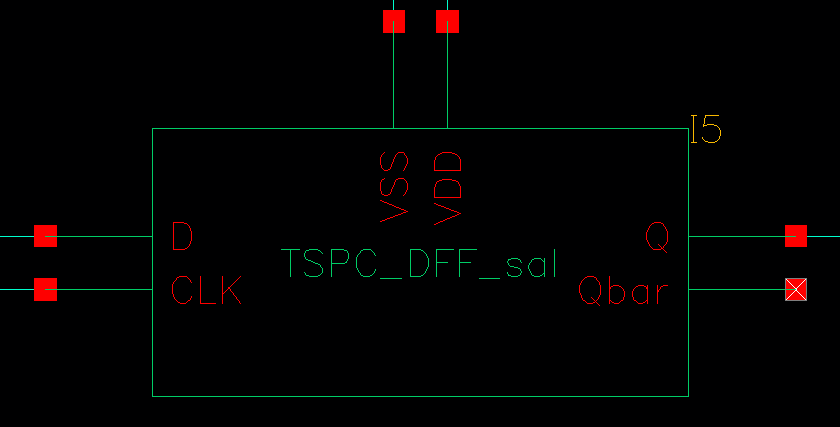 I5
VSS
VDD
D
Q
TSPC_DFF_sal
CLK
Qbar